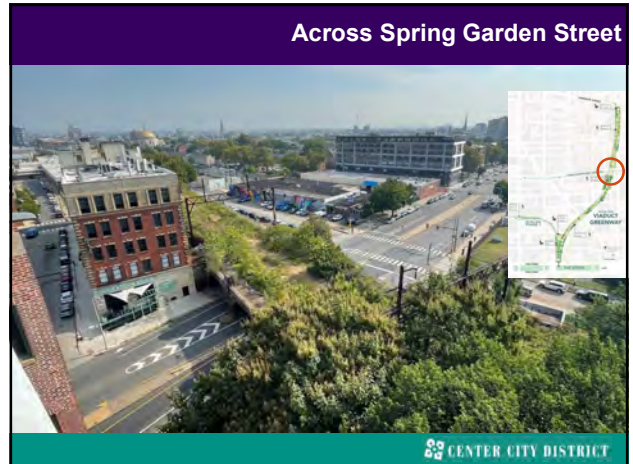 Across Spring Garden Street
VIADUCT
GREENWAY
CENTER CITY DISTRICT